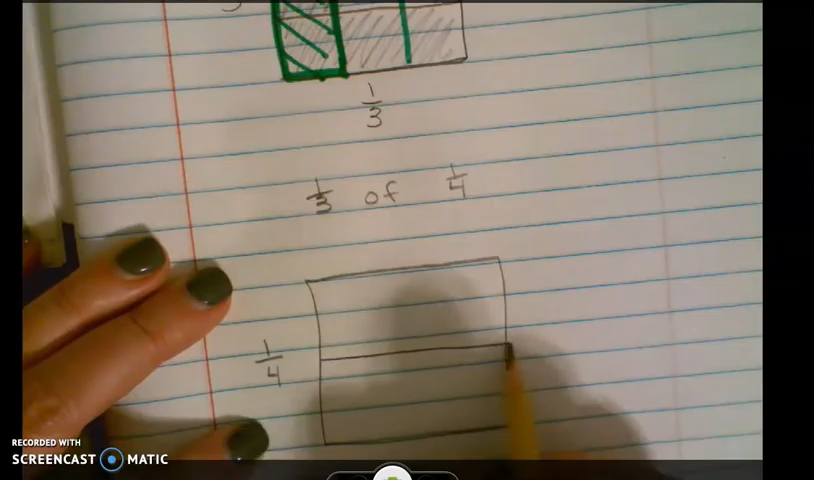 1/3
1/3 of 1/4
1/4
RECORDED WITH
SCREENCAST MATIC